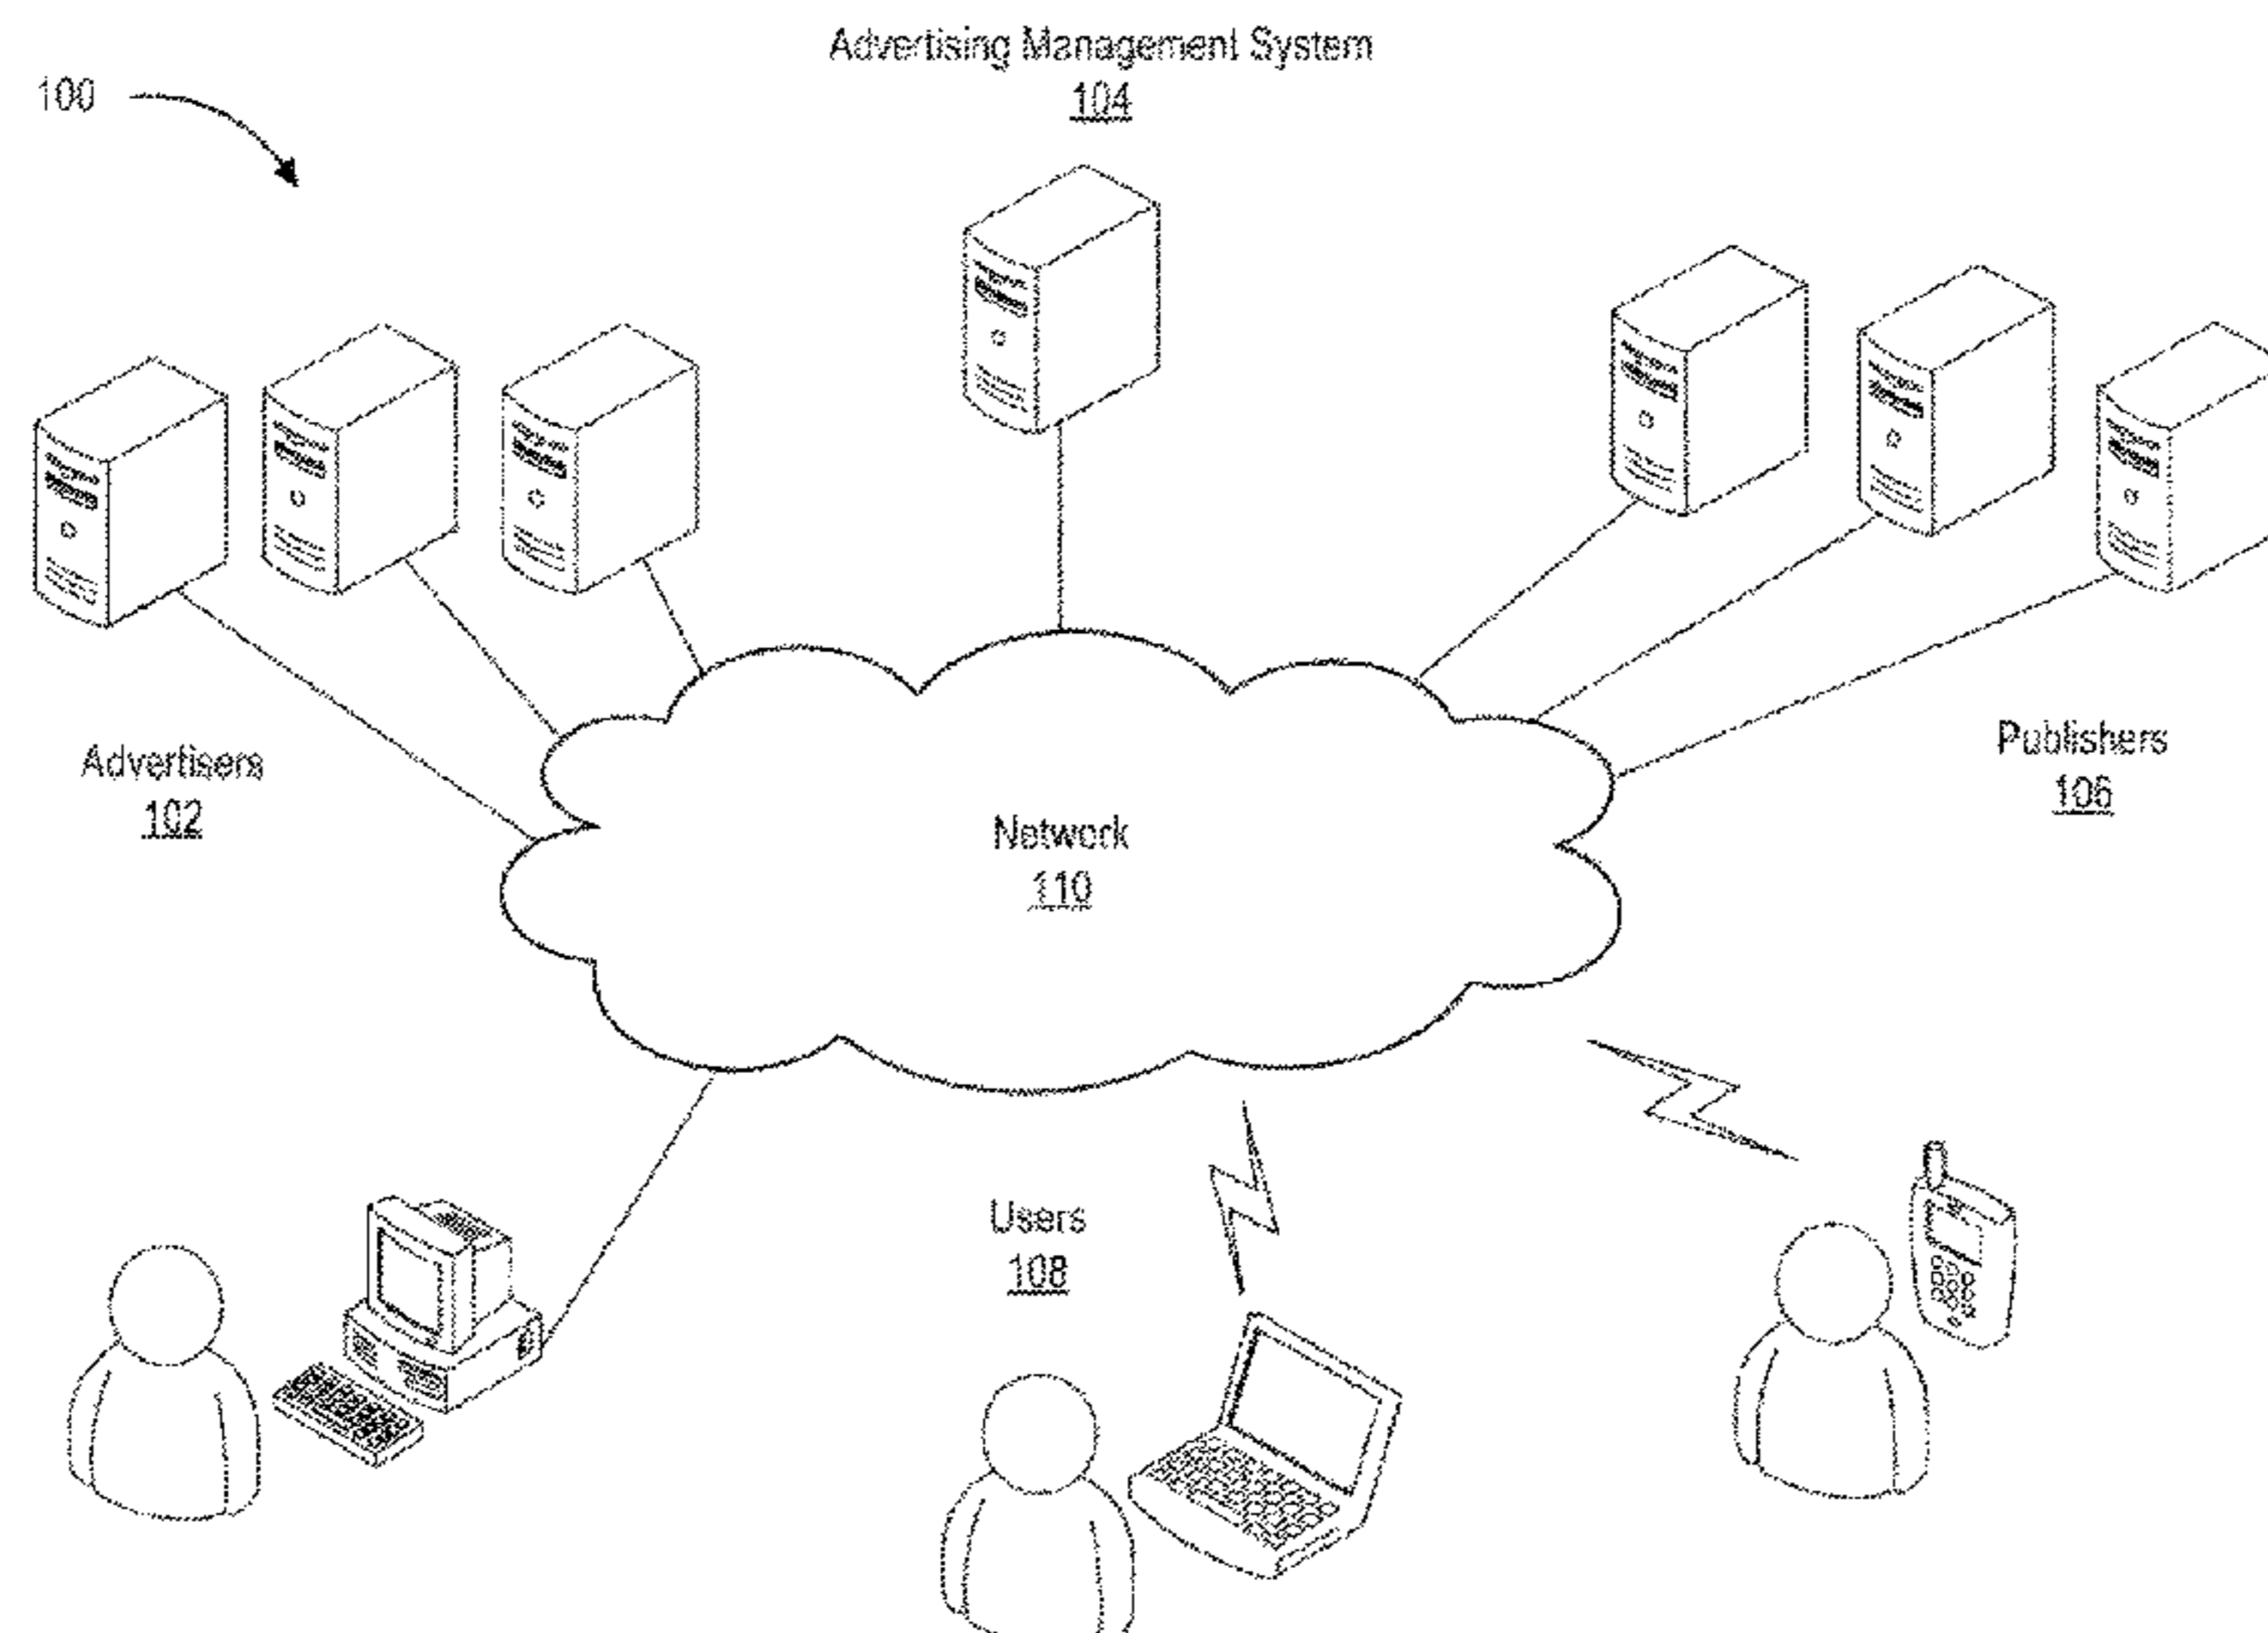 Advertising Management System
104
100
Advertisers
102
Publishers
106
Network
110
Users
108